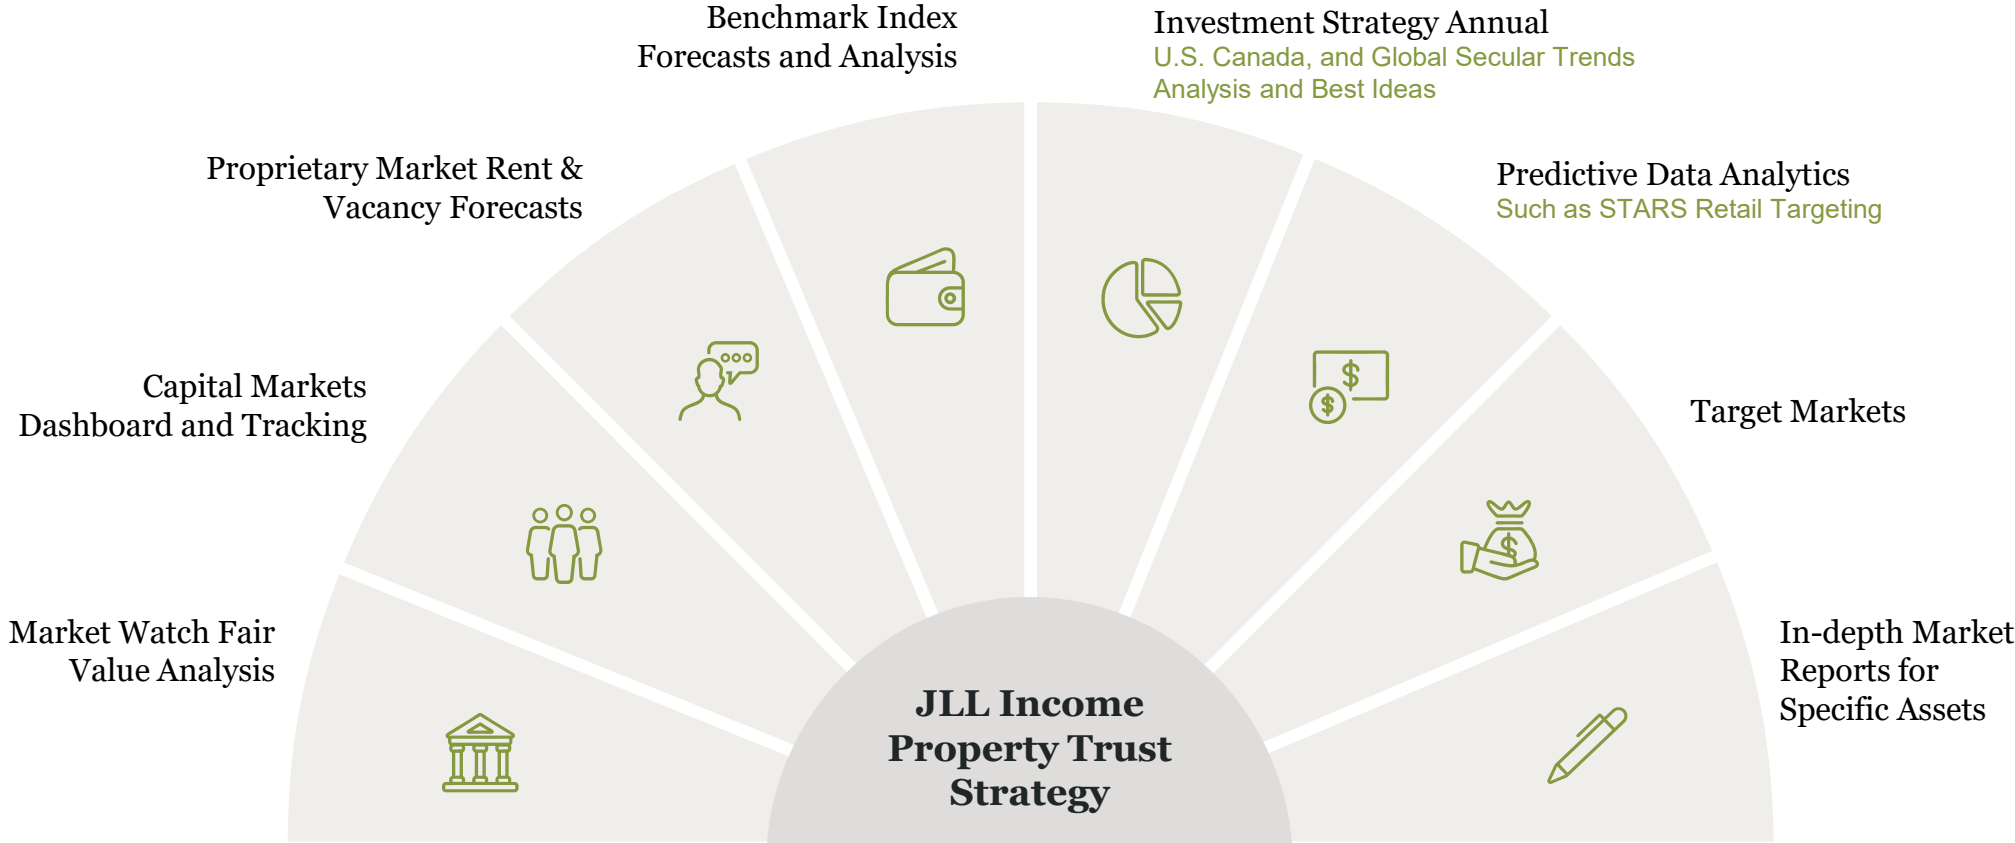 Benchmark Index
Forecasts and Analysis
Investment Strategy Annual
U.S. Canada, and Global Secular Trends
Analysis and Best Ideas
Proprietary Market Rent &
Vacancy Forecasts
Predictive Data Analytics
Such as STARS Retail Targeting
Capital Markets
Dashboard and Tracking
Target Markets
Market Watch Fair
Value Analysis
In-depth Market
Reports for
Specific Assets
JLL Income
Property Trust
Strategy